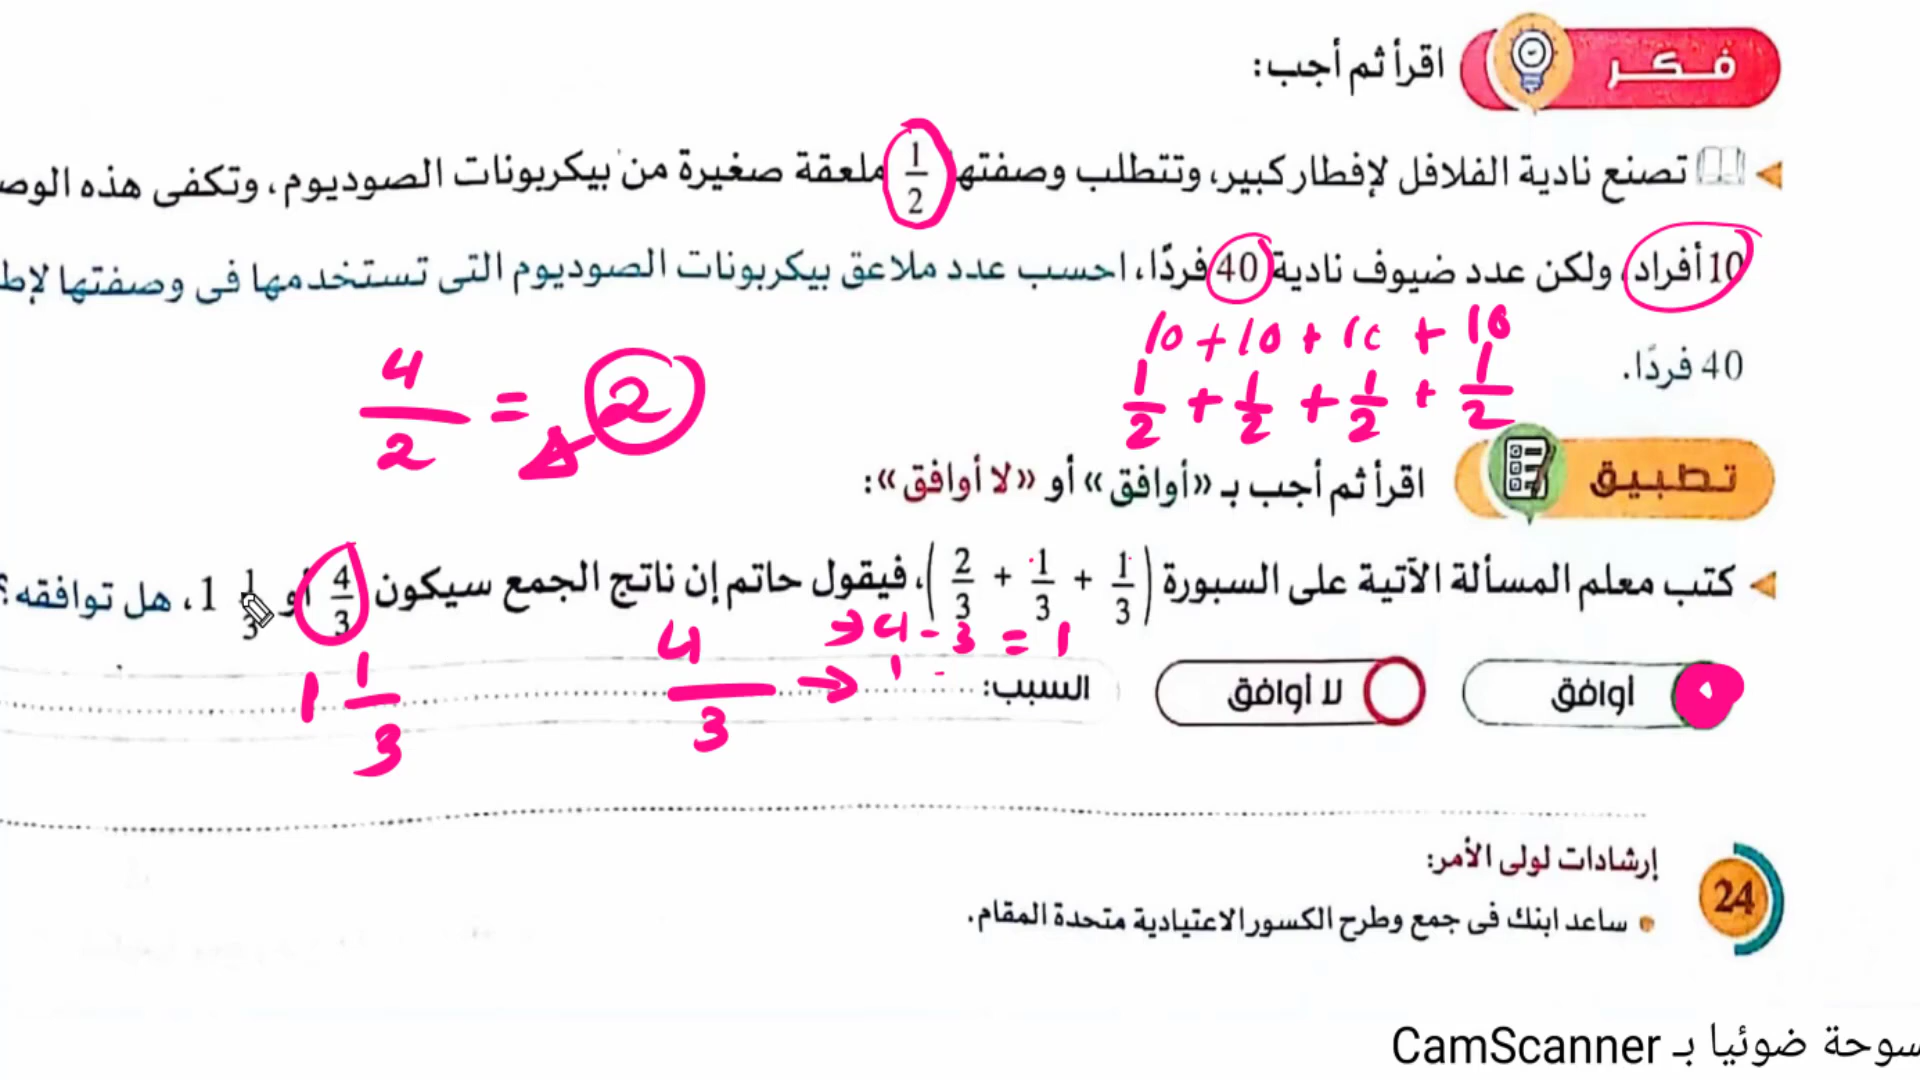 فكر اقرأ ثم أجب:
تصنع نادية الفلافل لإفطار كبير، وتتطلب وصفتها 1/2 ملعقة صغيرة من بيكربونات الصوديوم، وتكفى هذه
10 أفراد، ولكن عدد ضيوف نادية 40 فردًا، احسب عدد ملاعق بيكربونات الصوديوم التى تستخدمها فى وصفتها
10 + 10 + 10 + 10
40 فردًا.
1/2 + 1/2 + 1/2 + 1/2
4/2 = 2
تطبيق اقرأ ثم أجب بـ «أوافق» أو «لا أوافق»:
كتب معلم المسألة الآتية على السبورة (1/3 + 1/3 + 2/3)، فيقول حاتم إن ناتج الجمع سيكون 4/3 أو 1 1/3، هل توافقه؟
4/3 → 4 - 3 = 1
1 1/3
أوافق لا أوافق السبب:
إرشادات لولى الأمر:
ساعد ابنك فى جمع وطرح الكسور الاعتيادية متحدة المقام.
24
ضوئيا بـ CamScanner